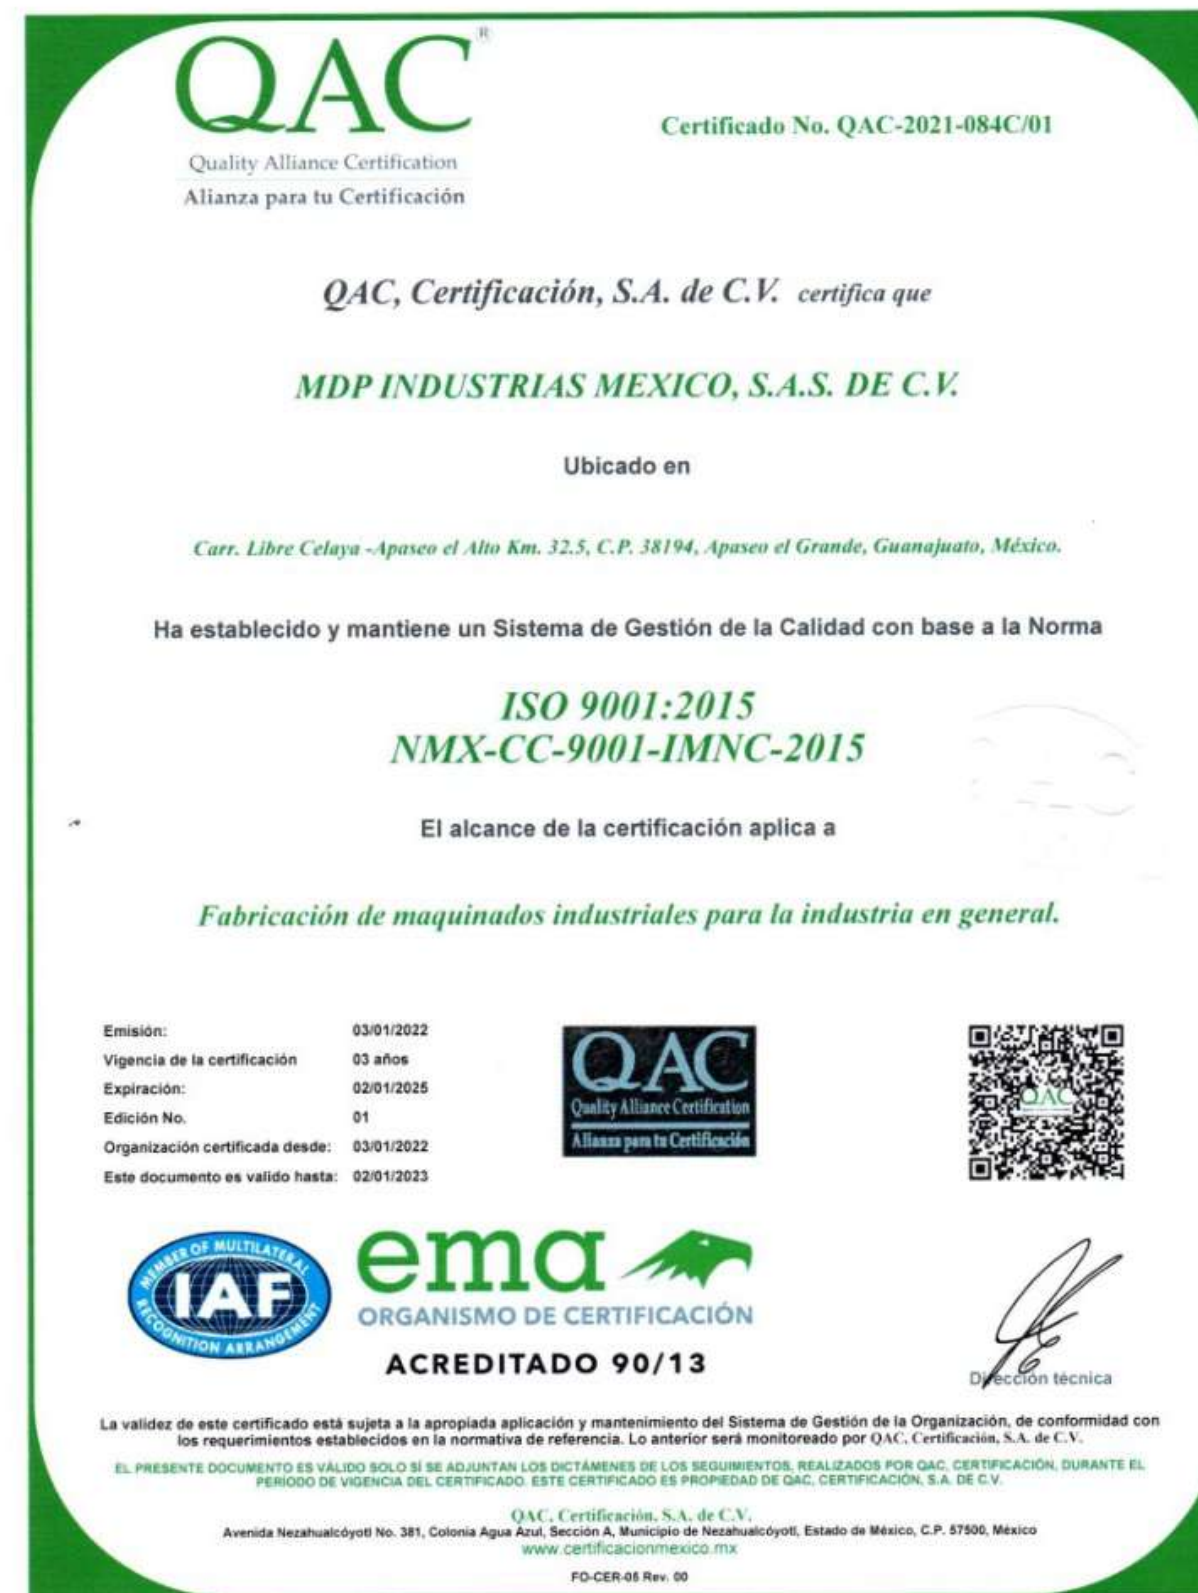 QAC®
Quality Alliance Certification
Alianza para tu Certificación
Certificado No. QAC-2021-084C/01
QAC, Certificación, S.A. de C.V. certifica que
MDP INDUSTRIAS MEXICO, S.A.S. DE C.V.
Ubicado en
Carr. Libre Celaya -Apaseo el Alto Km. 32.5, C.P. 38194, Apaseo el Grande, Guanajuato, México.
Ha establecido y mantiene un Sistema de Gestión de la Calidad con base a la Norma
ISO 9001:2015
NMX-CC-9001-IMNC-2015
El alcance de la certificación aplica a
Fabricación de maquinados industriales para la industria en general.
Emisión: 03/01/2022
Vigencia de la certificación 03 años
Expiración: 02/01/2025
Edición No. 01
Organización certificada desde: 03/01/2022
Este documento es valido hasta: 02/01/2023
QAC
Quality Alliance Certification
Alianza para tu Certificación
QAC
MEMBER OF MULTILATERAL
IAF
RECOGNITION ARRANGEMENT
ema
ORGANISMO DE CERTIFICACIÓN
ACREDITADO 90/13
Dirección técnica
La validez de este certificado está sujeta a la apropiada aplicación y mantenimiento del Sistema de Gestión de la Organización, de conformidad con
los requerimientos establecidos en la normativa de referencia. Lo anterior será monitoreado por QAC, Certificación, S.A. de C.V.
EL PRESENTE DOCUMENTO ES VÁLIDO SOLO SÍ SE ADJUNTAN LOS DICTÁMENES DE LOS SEGUIMIENTOS, REALIZADOS POR QAC, CERTIFICACIÓN, DURANTE EL
PERÍODO DE VIGENCIA DEL CERTIFICADO. ESTE CERTIFICADO ES PROPIEDAD DE QAC, CERTIFICACIÓN, S.A. DE C.V.
QAC, Certificación, S.A. de C.V.
Avenida Nezahualcóyotl No. 381, Colonia Agua Azul, Sección A, Municipio de Nezahualcóyotl, Estado de México, C.P. 57500, México
www.certificacionmexico.mx
FO-CER-05 Rev. 00